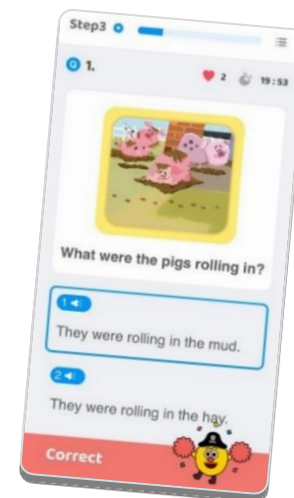 Step3
Q 1.
2
19:53
What were the pigs rolling in?
1
They were rolling in the mud.
2
They were rolling in the hay.
Correct